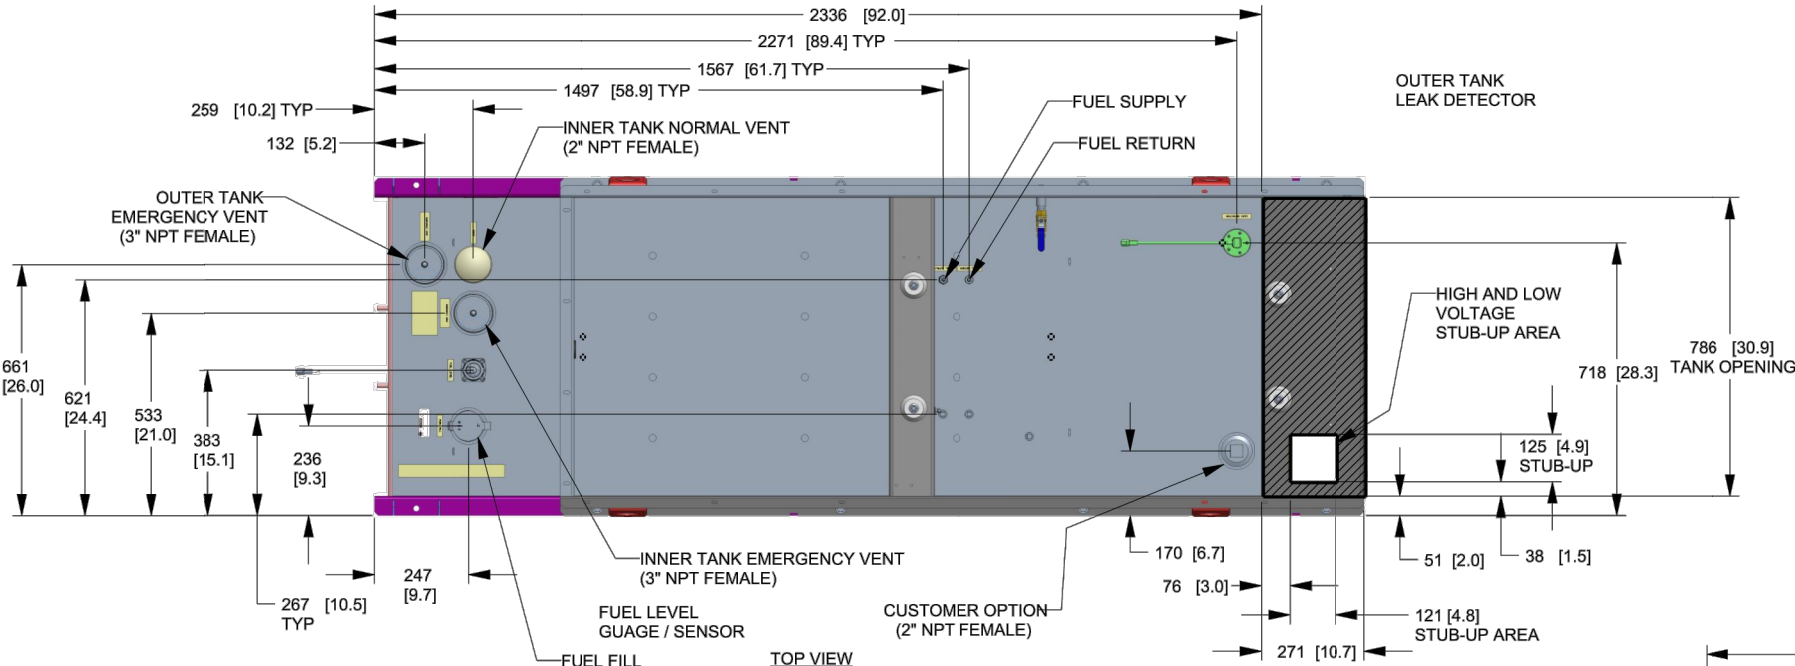 2336 [92.0]
2271 [89.4] TYP
1567 [61.7] TYP
1497 [58.9] TYP
259 [10.2] TYP
132 [5.2]
OUTER TANK
LEAK DETECTOR
FUEL SUPPLY
INNER TANK NORMAL VENT
(2" NPT FEMALE)
FUEL RETURN
OUTER TANK
EMERGENCY VENT
(3" NPT FEMALE)
HIGH AND LOW
VOLTAGE
STUB-UP AREA
786 [30.9]
TANK OPENING
718 [28.3]
661
[26.0]
621
[24.4]
533
[21.0]
383
[15.1]
236
[9.3]
125 [4.9]
STUB-UP
INNER TANK EMERGENCY VENT
(3" NPT FEMALE)
170 [6.7]
51 [2.0]
38 [1.5]
76 [3.0]
247
[9.7]
267 [10.5]
TYP
FUEL LEVEL
GUAGE / SENSOR
CUSTOMER OPTION
(2" NPT FEMALE)
121 [4.8]
STUB-UP AREA
271 [10.7]
FUEL FILL
TOP VIEW